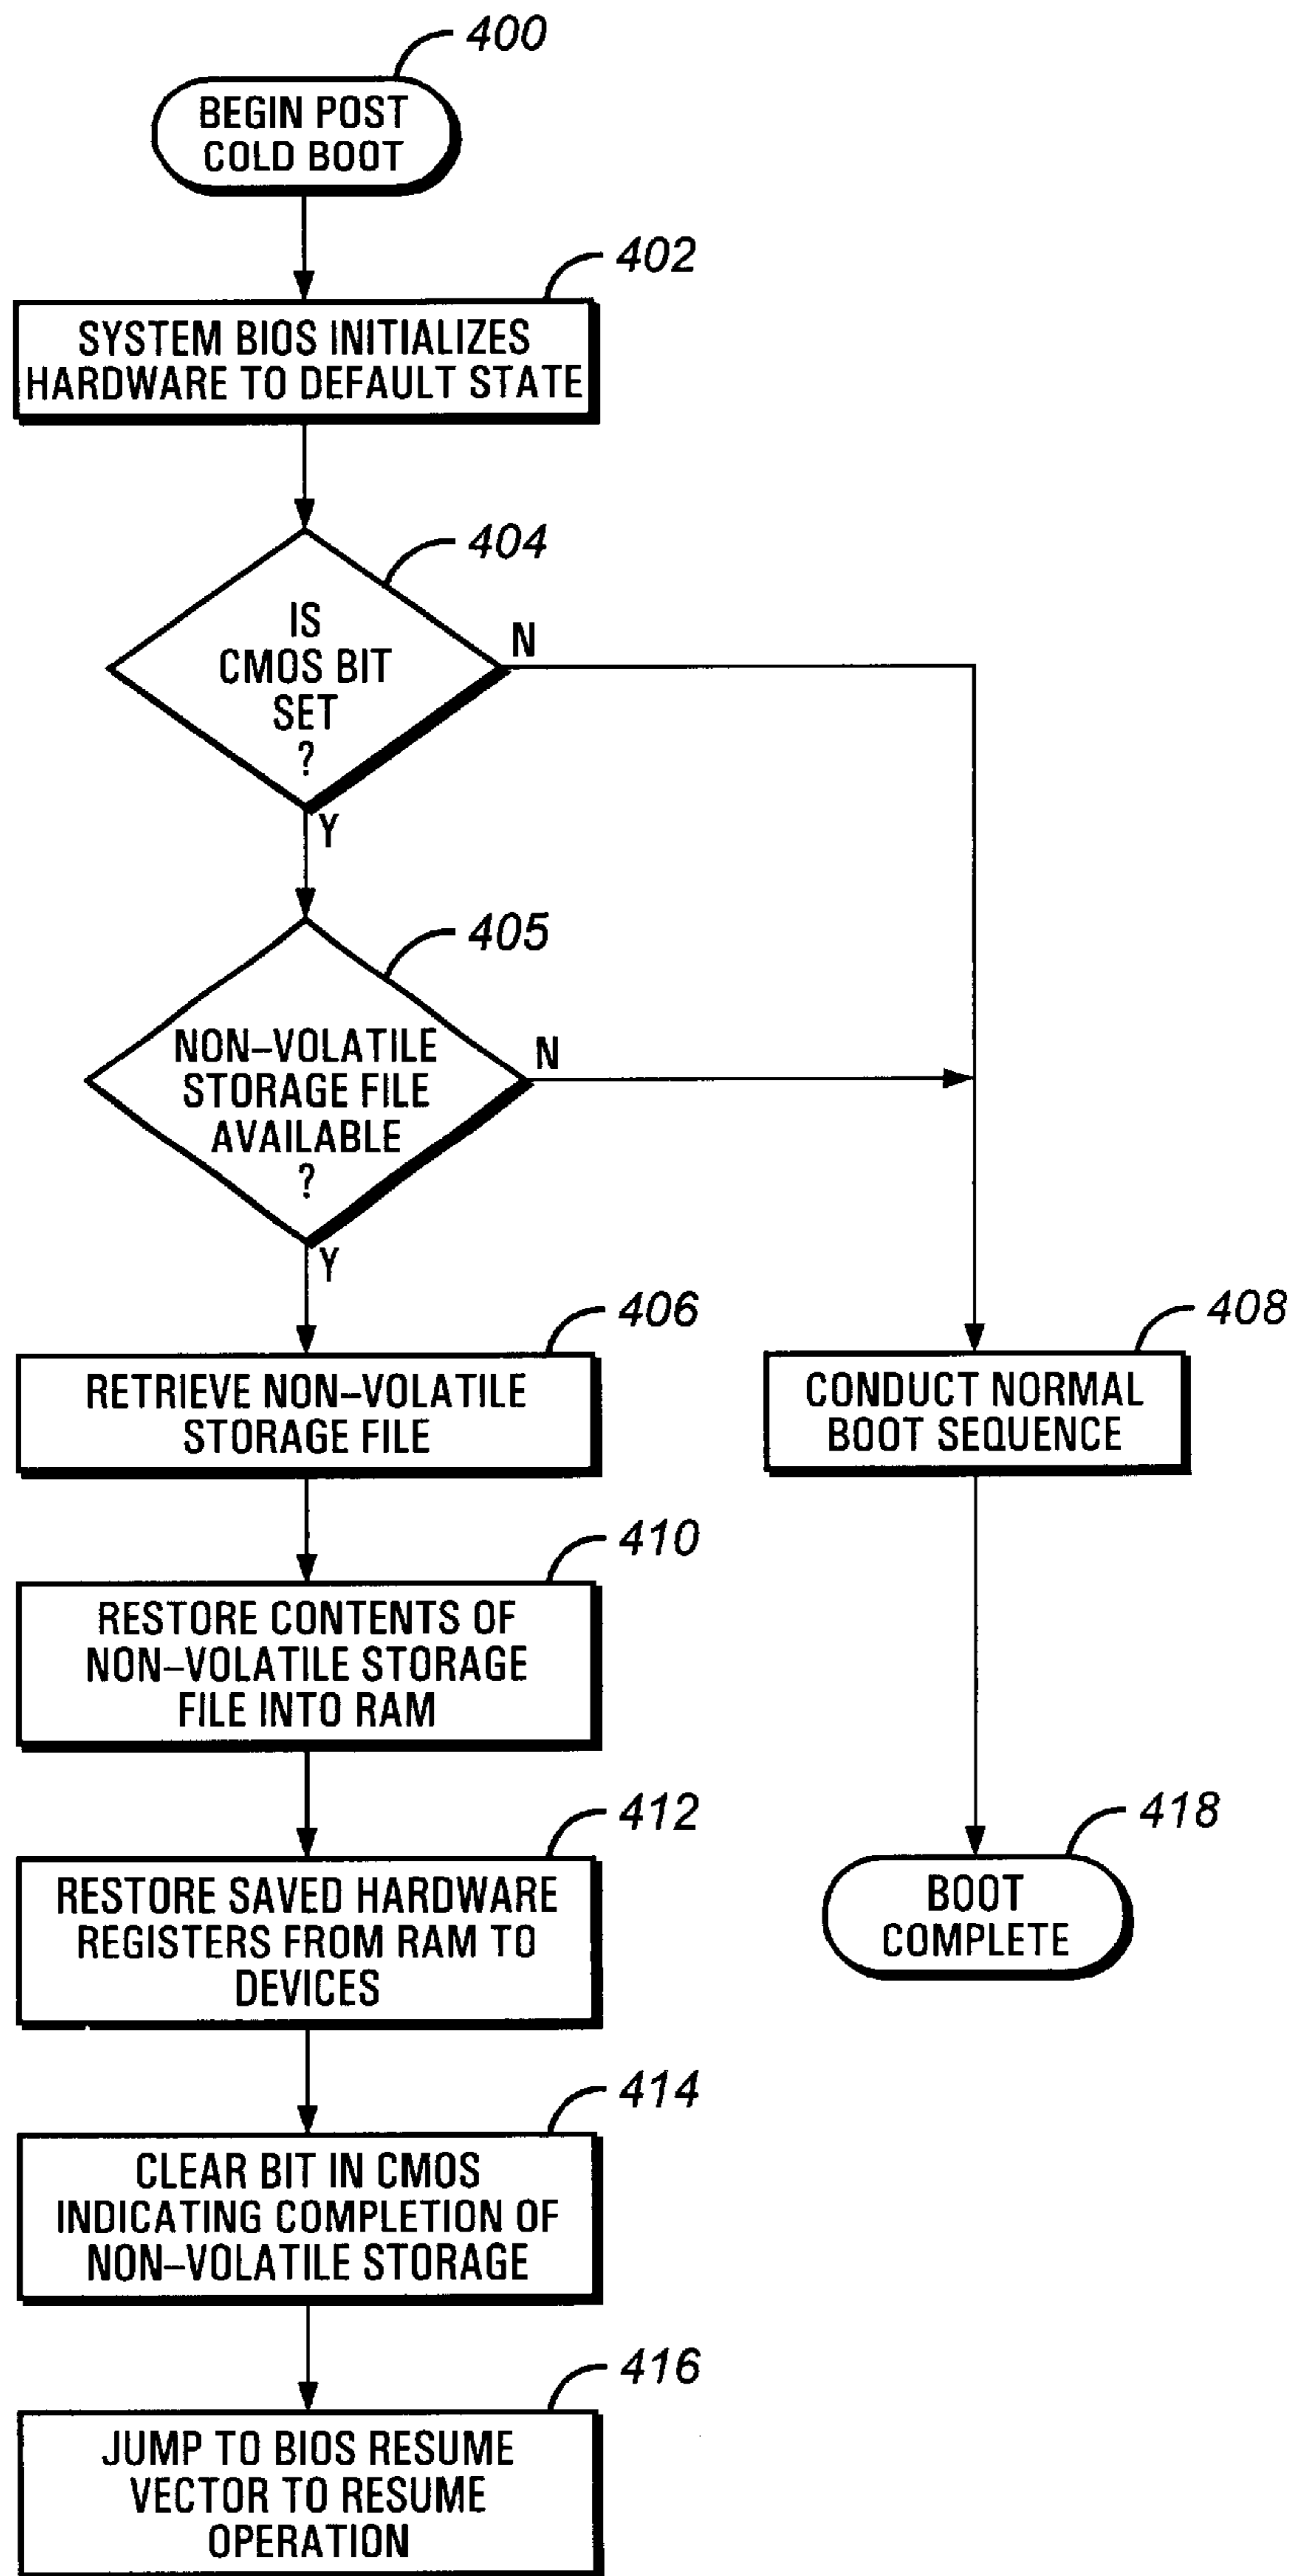 400
BEGIN POST
COLD BOOT
402
SYSTEM BIOS INITIALIZES
HARDWARE TO DEFAULT STATE
404
IS
CMOS BIT
SET
?
N
Y
405
NON–VOLATILE
STORAGE FILE
AVAILABLE
?
N
Y
406
RETRIEVE NON–VOLATILE
STORAGE FILE
408
CONDUCT NORMAL
BOOT SEQUENCE
410
RESTORE CONTENTS OF
NON–VOLATILE STORAGE
FILE INTO RAM
412
RESTORE SAVED HARDWARE
REGISTERS FROM RAM TO
DEVICES
418
BOOT
COMPLETE
414
CLEAR BIT IN CMOS
INDICATING COMPLETION OF
NON–VOLATILE STORAGE
416
JUMP TO BIOS RESUME
VECTOR TO RESUME
OPERATION